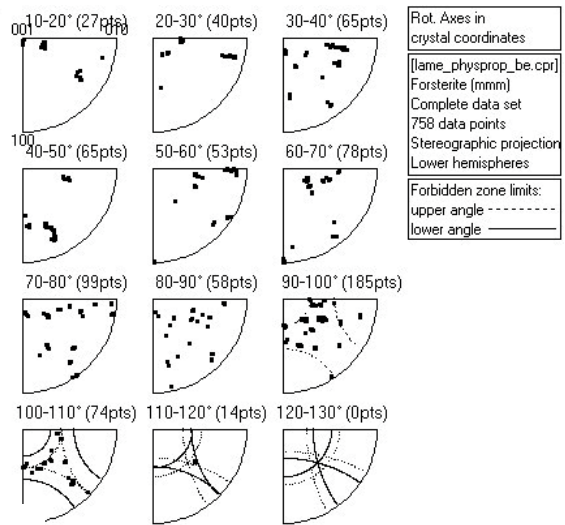 10-20° (27pts)
20-30° (40pts)
30-40° (65pts)
001
010
100
40-50° (65pts)
50-60° (53pts)
60-70° (78pts)
70-80° (99pts)
80-90° (58pts)
90-100° (185pts)
100-110° (74pts)
110-120° (14pts)
120-130° (0pts)
Rot. Axes in
crystal coordinates
[lame_physprop_be.cpr]
Forsterite (mmm)
Complete data set
758 data points
Stereographic projection
Lower hemispheres
Forbidden zone limits:
upper angle
lower angle